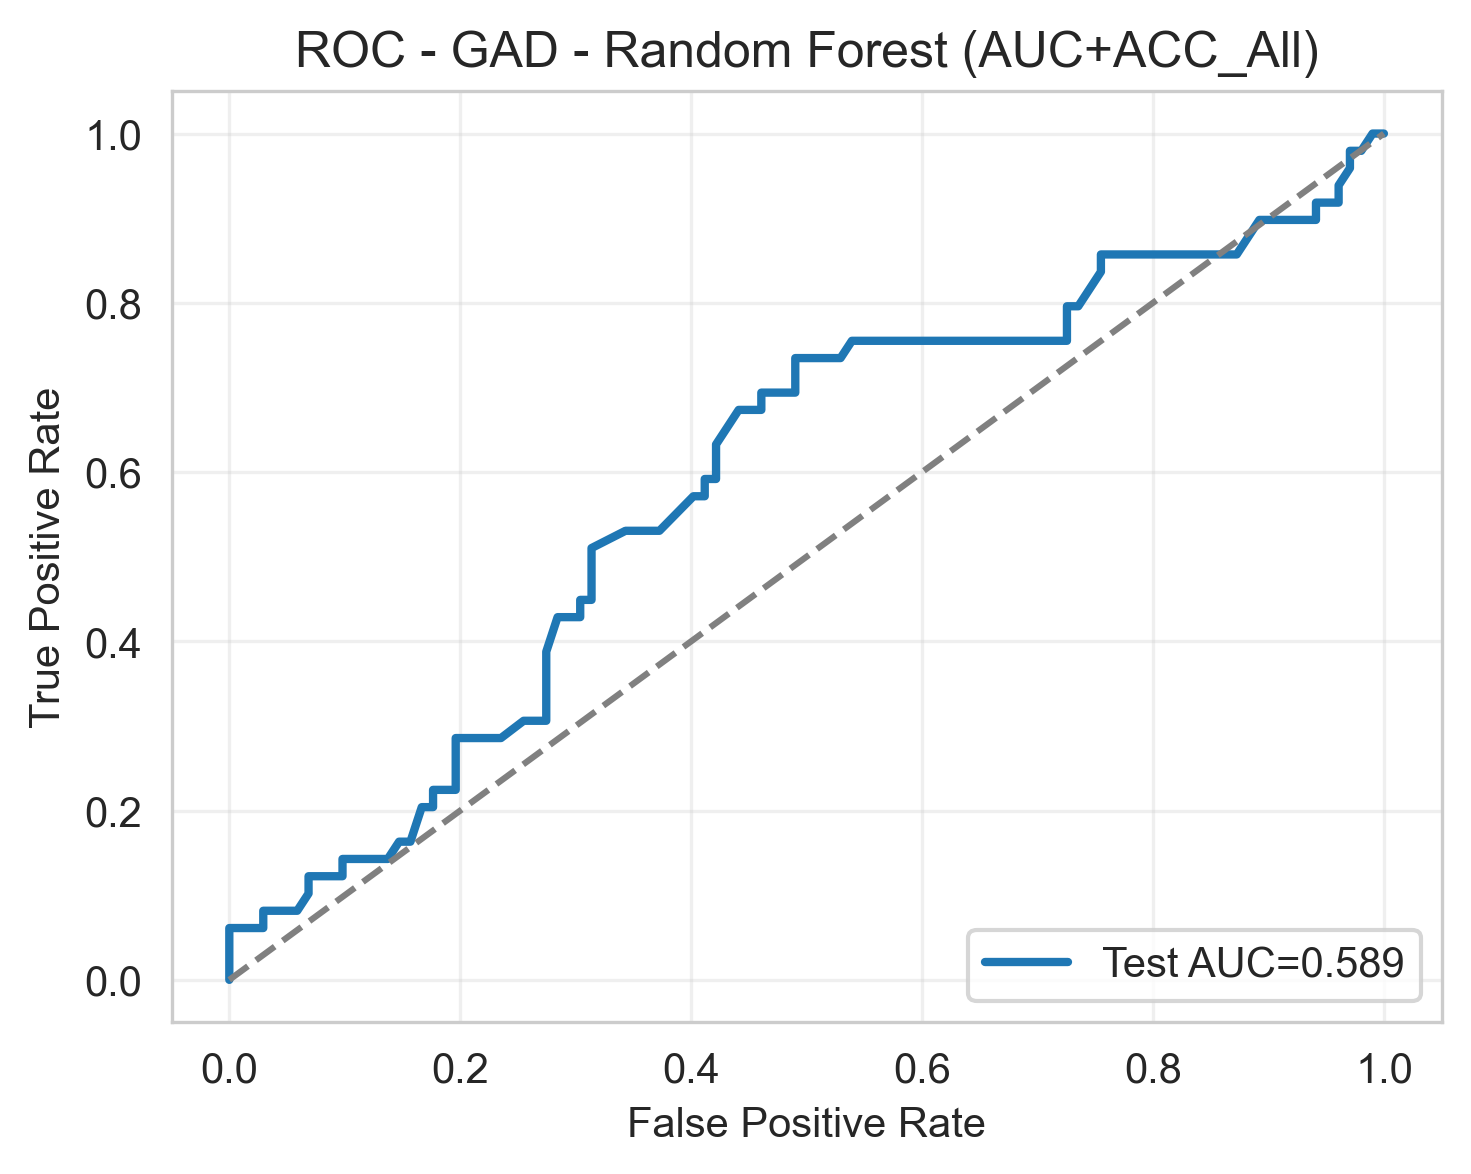 ROC - GAD - Random Forest (AUC+ACC_All)
1.0
0.8
0.6
0.4
0.2
0.0
True Positive Rate
Test AUC=0.589
0.0 0.2 0.4 0.6 0.8 1.0
False Positive Rate